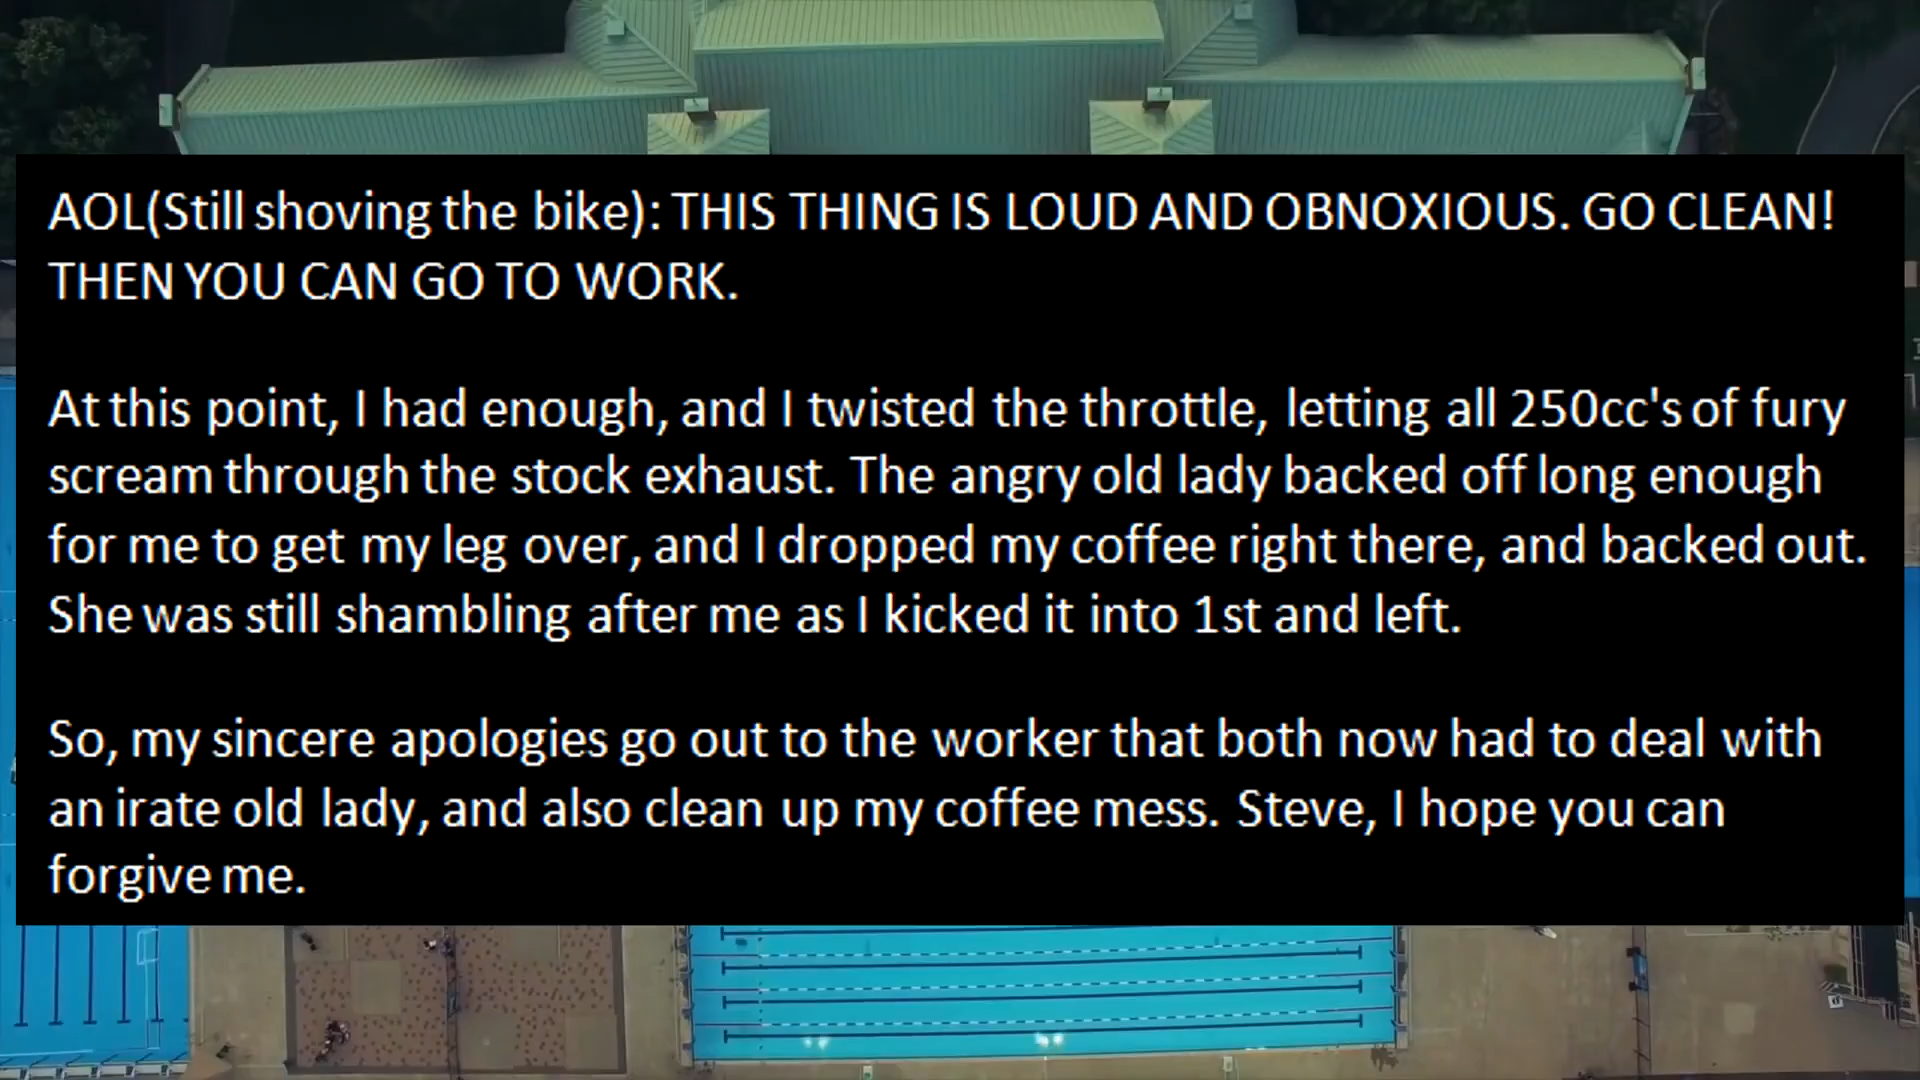 AOL(Still shoving the bike): THIS THING IS LOUD AND OBNOXIOUS. GO CLEAN!
THEN YOU CAN GO TO WORK.
At this point, I had enough, and I twisted the throttle, letting all 250cc's of fury
scream through the stock exhaust. The angry old lady backed off long enough
for me to get my leg over, and I dropped my coffee right there, and backed out.
She was still shambling after me as I kicked it into 1st and left.
So, my sincere apologies go out to the worker that both now had to deal with
an irate old lady, and also clean up my coffee mess. Steve, I hope you can
forgive me.